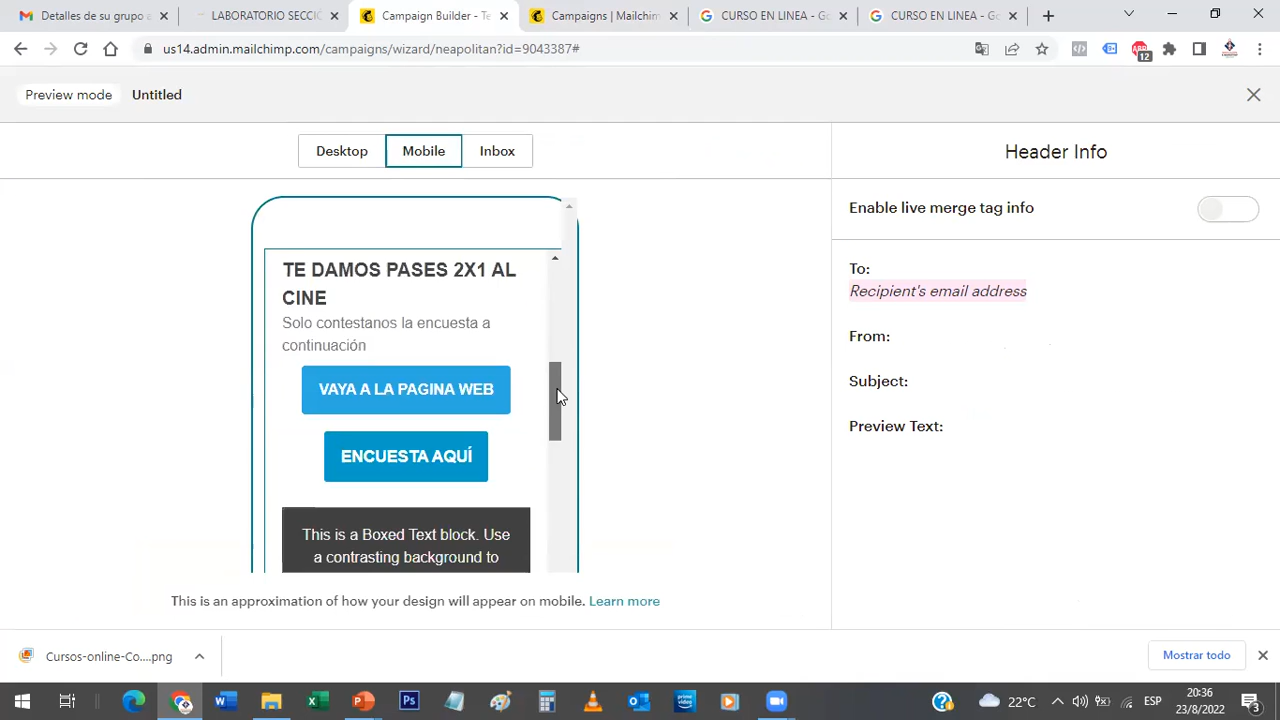 Detalles de su grupo e
LABORATORIO SECCIÓ
Campaign Builder - Te
Campaigns | Mailchim
CURSO EN LINEA - Go
CURSO EN LINEA - Go
us14.admin.mailchimp.com/campaigns/wizard/neapolitan?id=9043387#
12
Preview mode
Untitled
Desktop
Mobile
Inbox
Header Info
Enable live merge tag info
To:
Recipient's email address
From:
Subject:
Preview Text:
TE DAMOS PASES 2X1 AL
CINE
Solo contestanos la encuesta a
continuación
VAYA A LA PAGINA WEB
ENCUESTA AQUÍ
This is a Boxed Text block. Use
a contrasting background to
This is an approximation of how your design will appear on mobile. Learn more
Cursos-online-Co....png
Mostrar todo
22°C
ESP
20:36
23/8/2022
3